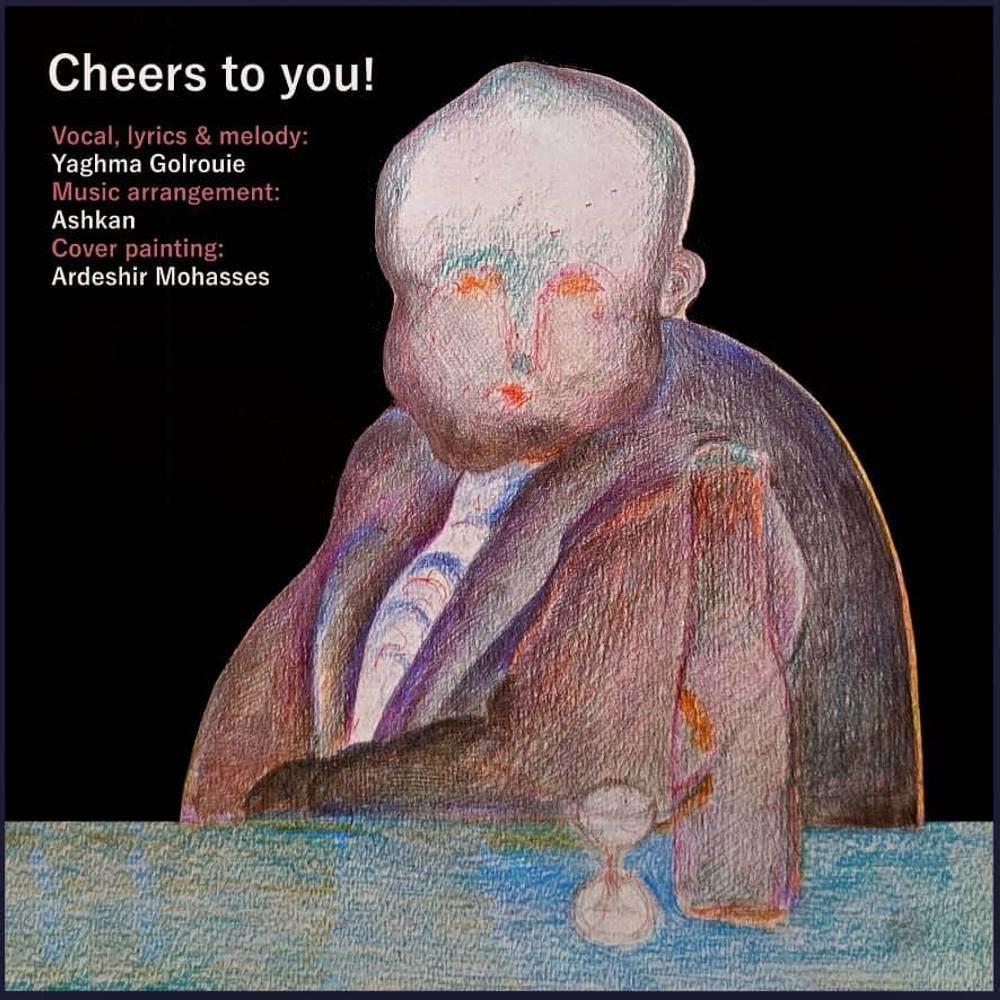 Cheers to you!
Vocal, lyrics & melody:
Yaghma Golrouie
Music arrangement:
Ashkan
Cover painting:
Ardeshir Mohasses